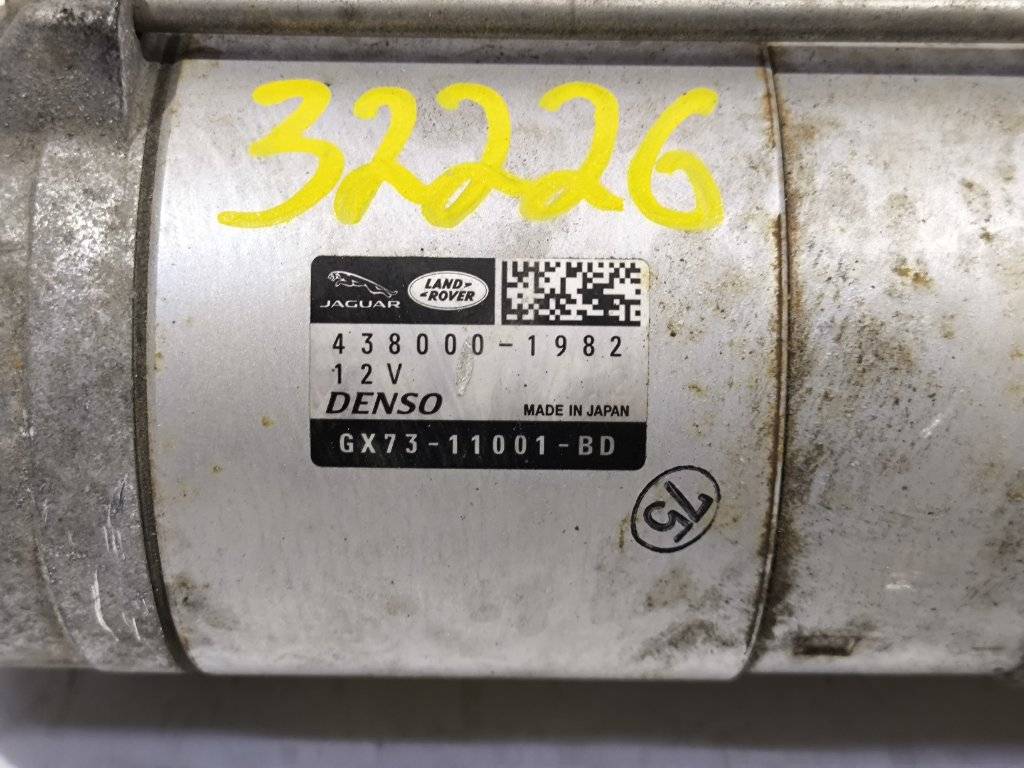 32226
JAGUAR
LAND-
-ROVER
438000-1982
12V
DENSO MADE IN JAPAN
GX73-11001-BD
75